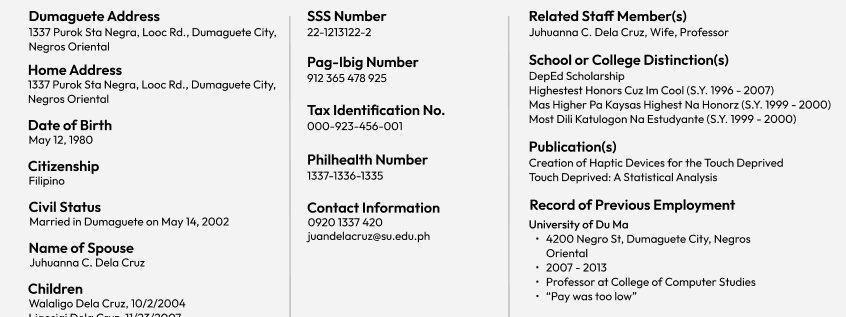 Dumaguete Address
1337 Purok Sta Negra, Looc Rd., Dumaguete City,
Negros Oriental
Home Address
1337 Purok Sta Negra, Looc Rd., Dumaguete City,
Negros Oriental
Date of Birth
May 12, 1980
Citizenship
Filipino
Civil Status
Married in Dumaguete on May 14, 2002
Name of Spouse
Juhuanna C. Dela Cruz
Children
Walaligo Dela Cruz, 10/2/2004
SSS Number
22-1213122-2
Pag-Ibig Number
912 365 478 925
Tax Identification No.
000-923-456-001
Philhealth Number
1337-1336-1335
Contact Information
0920 1337 420
juandelacruz@su.edu.ph
Related Staff Member(s)
Juhuanna C. Dela Cruz, Wife, Professor
School or College Distinction(s)
DepEd Scholarship
Highestest Honors Cuz Im Cool (S.Y. 1996 - 2007)
Mas Higher Pa Kaysas Highest Na Honorz (S.Y. 1999 - 2000)
Most Dili Katulogon Na Estudyante (S.Y. 1999 - 2000)
Publication(s)
Creation of Haptic Devices for the Touch Deprived
Touch Deprived: A Statistical Analysis
Record of Previous Employment
University of Du Ma
• 4200 Negro St, Dumaguete City, Negros
Oriental
• 2007 - 2013
• Professor at College of Computer Studies
• “Pay was too low”